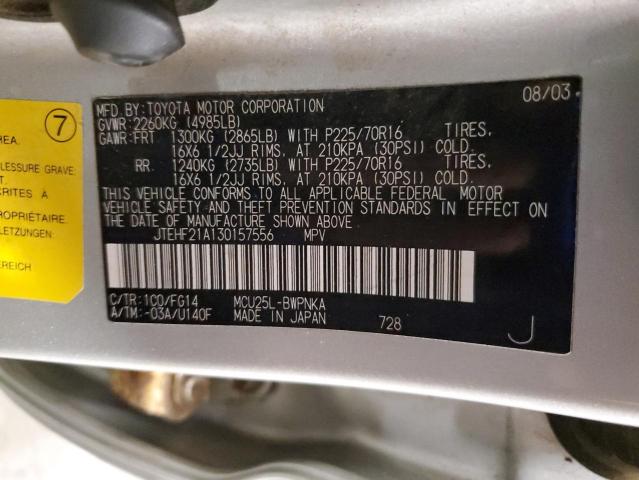 7
REA.
LESSURE GRAVE:
T.
CRITES À
PROPRIÉTAIRE.
LETZUNGEN:
BEREICH
08/03
MFD. BY: TOYOTA MOTOR CORPORATION
GVWR: 2260KG (4985LB)
GAWR: FRT 1300KG (2865LB) WITH P225/70R16 TIRES,
16X6 1/2JJ RIMS, AT 210KPA (30PSI) COLD.
RR 1240KG (2735LB) WITH P225/70R16 TIRES,
16X6 1/2JJ RIMS, AT 210KPA (30PSI) COLD.
THIS VEHICLE CONFORMS TO ALL APPLICABLE FEDERAL MOTOR
VEHICLE SAFETY AND THEFT PREVENTION STANDARDS IN EFFECT ON
THE DATE OF MANUFACTURE SHOWN ABOVE.
JTEHF21A130157556 MPV
C/TR: 1C0/FG14 MCU25L-BWPNKA
A/TM: -03A/U140F MADE IN JAPAN 728 J